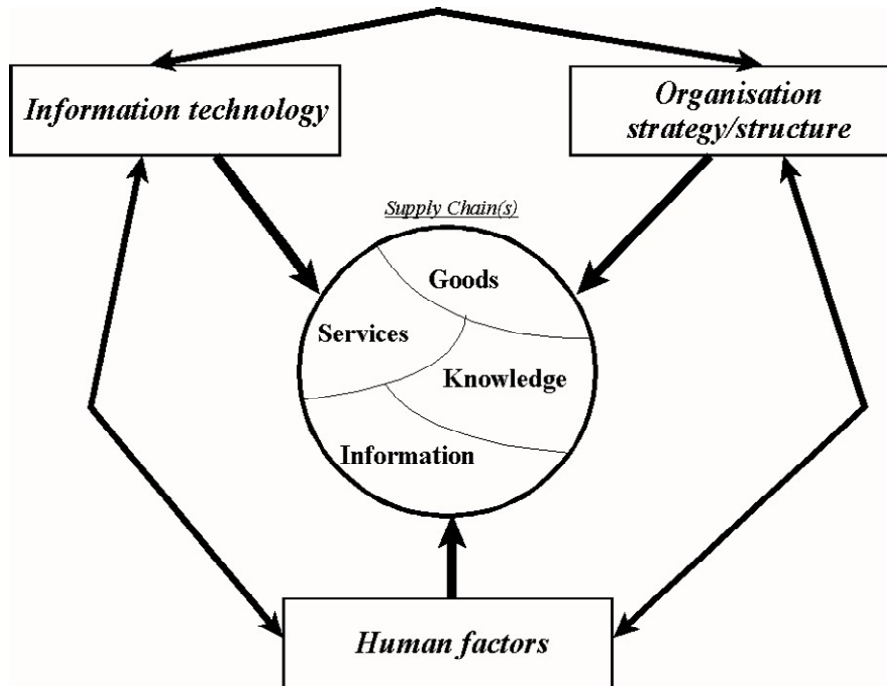 Information technology
Organisation
strategy/structure
Supply Chain(s)
Goods
Services
Knowledge
Information
Human factors